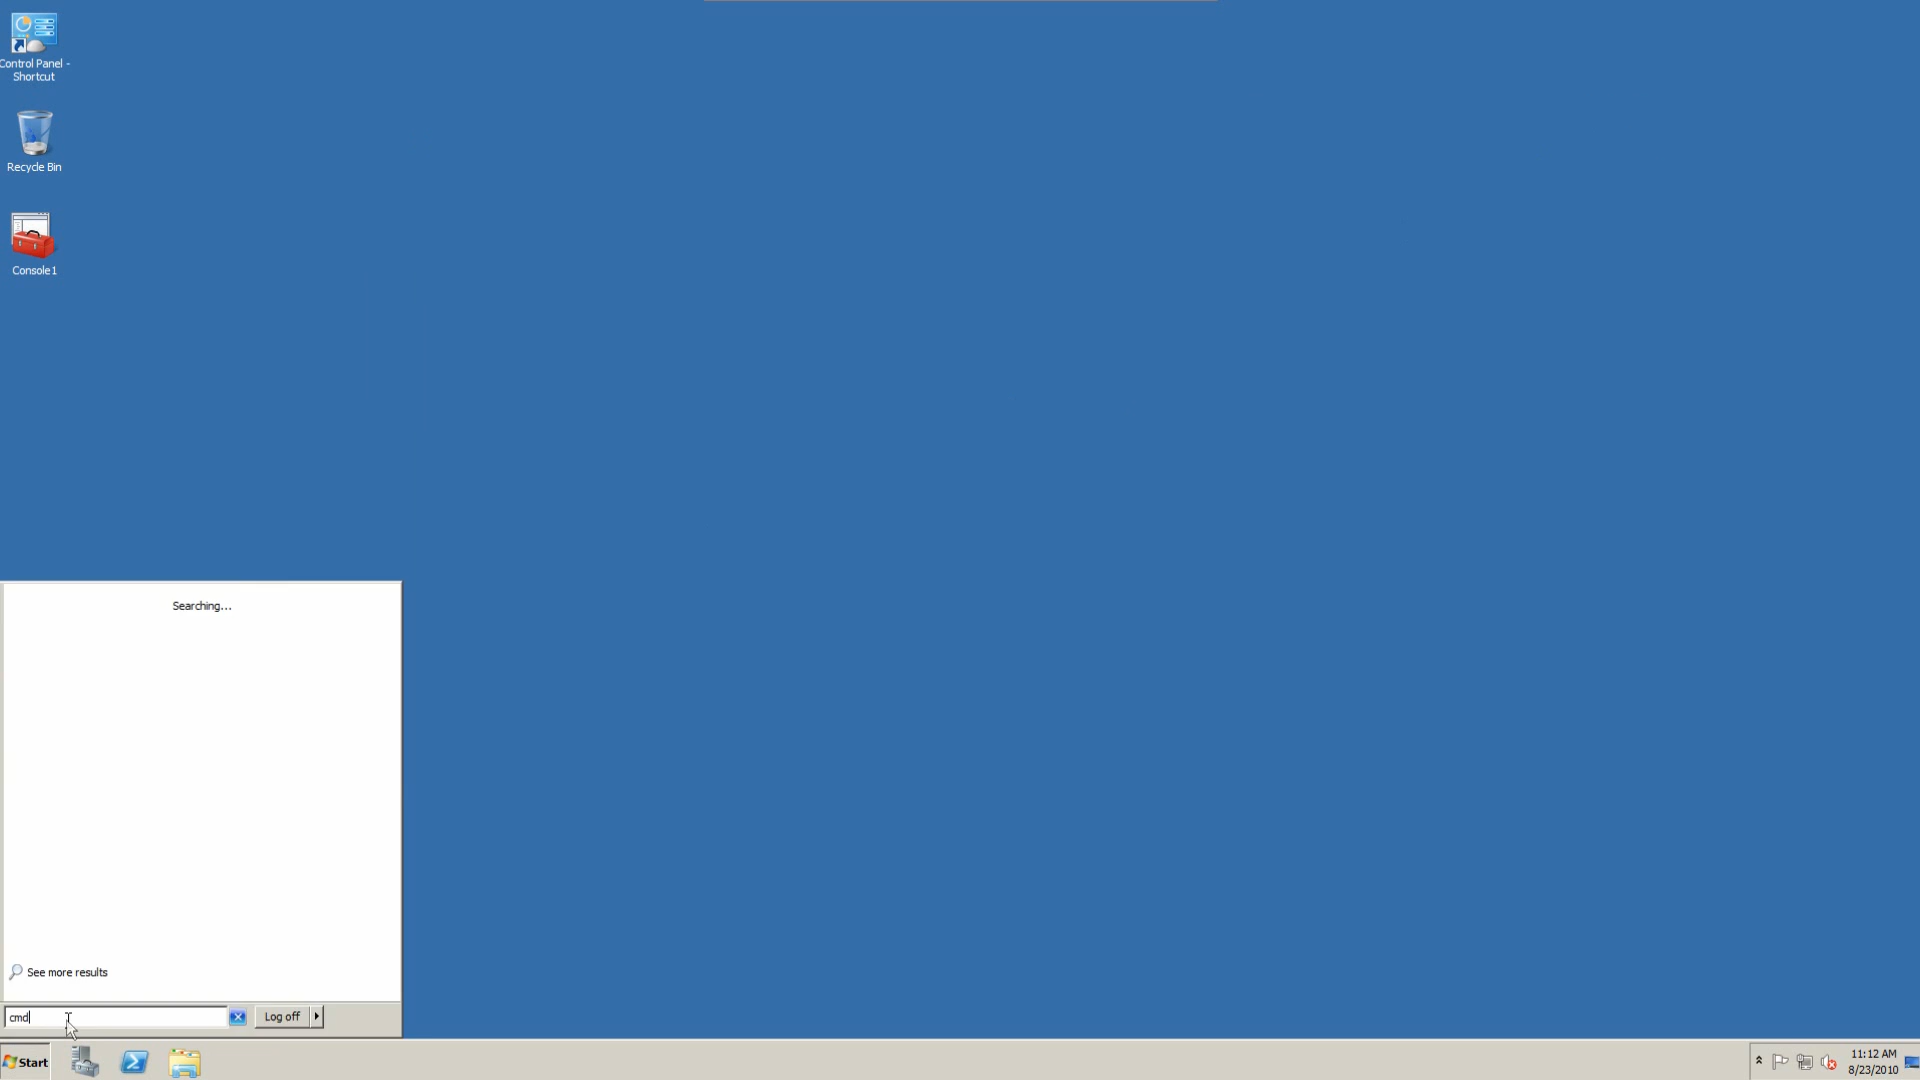 Control Panel -
Shortcut
Recycle Bin
Console1
Searching...
See more results
cmd
Log off
Start
11:12 AM
8/23/2010